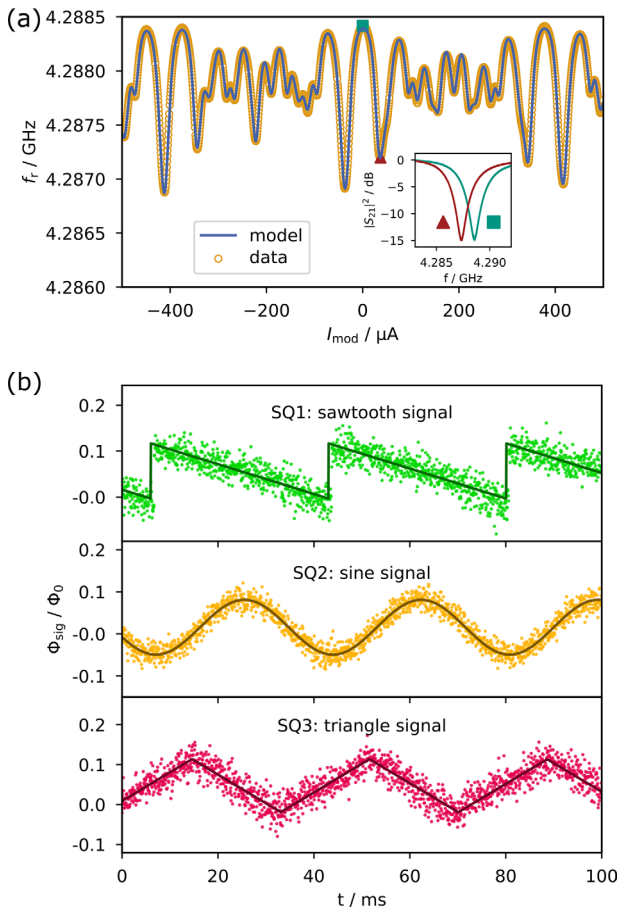 (a)
4.2885
4.2880
4.2875
4.2870
4.2865
4.2860
f_r / GHz
model
data
0
−5
−10
−15
|S_21|² / dB
4.285 4.290
f / GHz
−400 −200 0 200 400
I_mod / µA
(b)
0.2
0.1
-0.0
SQ1: sawtooth signal
0.2
0.1
-0.0
-0.1
SQ2: sine signal
Φ_sig / Φ_0
0.2
0.1
0.0
-0.1
SQ3: triangle signal
0 20 40 60 80 100
t / ms